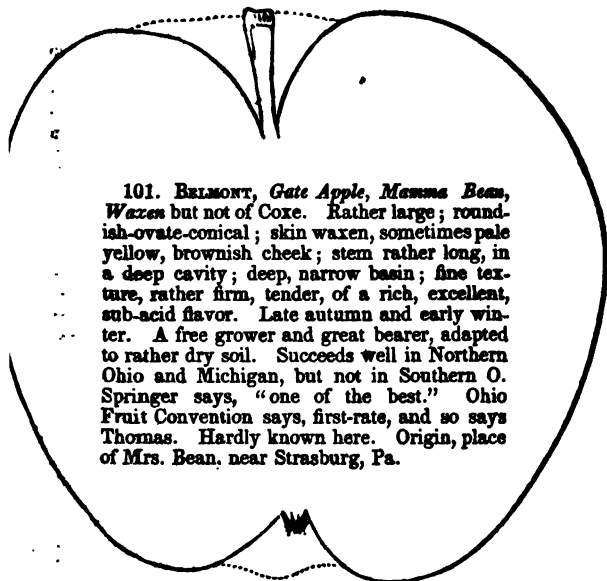 101. BELMONT, Gate Apple, Mamma Bean,
Waxen but not of Coxe. Rather large; round-
ish-ovate-conical; skin waxen, sometimes pale
yellow, brownish cheek; stem rather long, in
a deep cavity; deep, narrow basin; fine tex-
ture, rather firm, tender, of a rich, excellent,
sub-acid flavor. Late autumn and early win-
ter. A free grower and great bearer, adapted
to rather dry soil. Succeeds well in Northern
Ohio and Michigan, but not in Southern O.
Springer says, "one of the best." Ohio
Fruit Convention says, first-rate, and so says
Thomas. Hardly known here. Origin, place
of Mrs. Bean. near Strasburg, Pa.